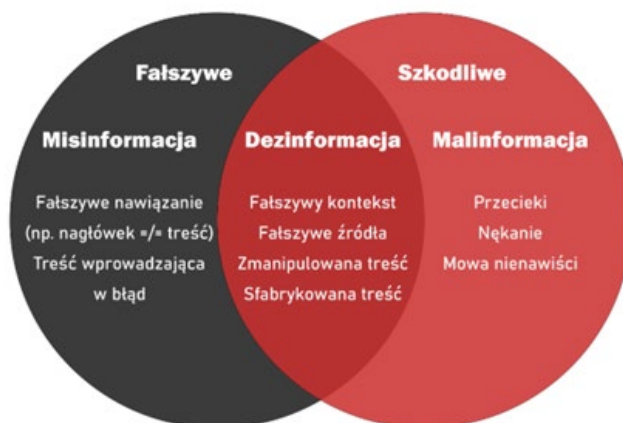 Fałszywe
Szkodliwe
Misinformacja
Dezinformacja
Malinformacja
Fałszywe nawiązanie
(np. nagłówek =/= treść)
Treść wprowadzająca
w błąd
Fałszywy kontekst
Fałszywe źródła
Zmanipulowana treść
Sfabrykowana treść
Przecieki
Nękanie
Mowa nienawiści